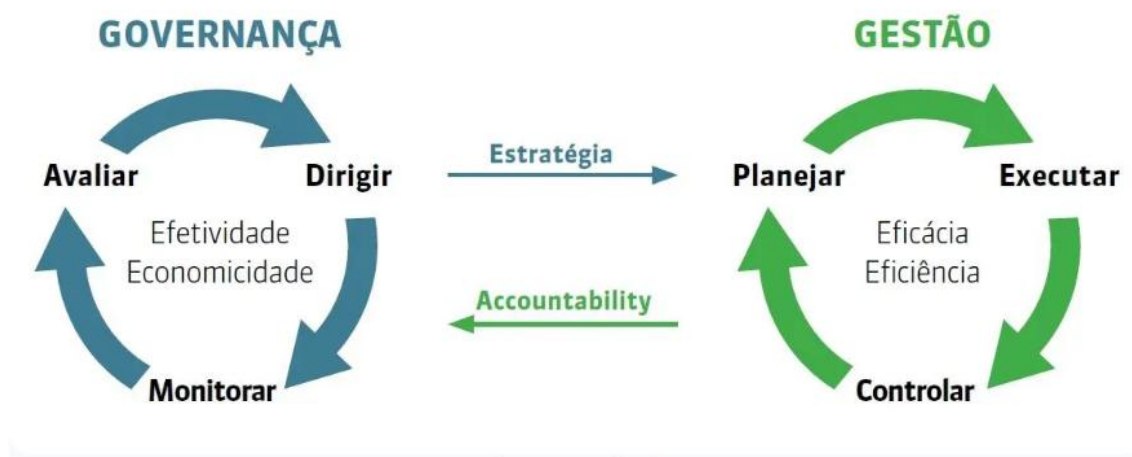 GOVERNANÇA
Avaliar
Dirigir
Efetividade
Economicidade
Monitorar
Estratégia
Accountability
GESTÃO
Planejar
Executar
Eficácia
Eficiência
Controlar